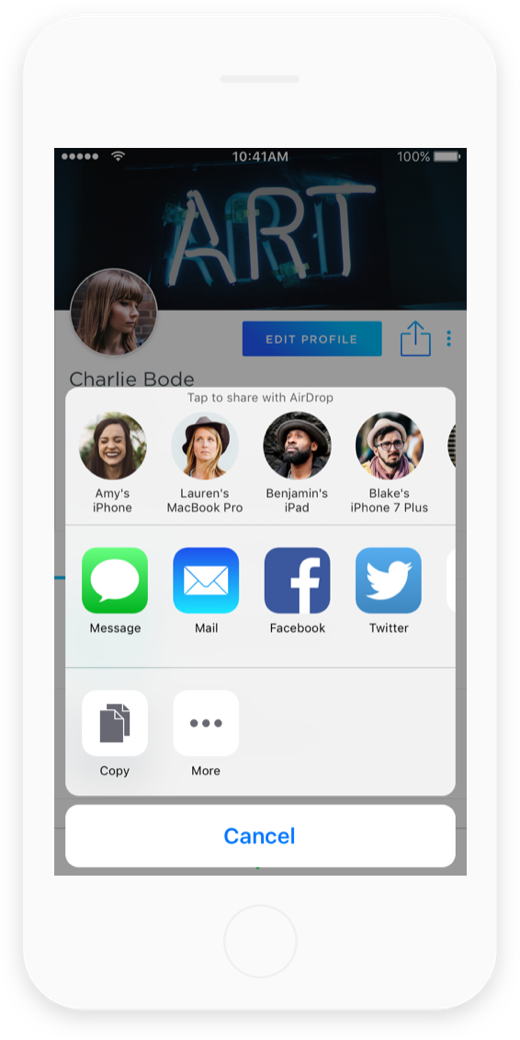 10:41AM
100%
ART
EDIT PROFILE
Charlie Bode
Tap to share with AirDrop
Amy's
iPhone
Lauren's
MacBook Pro
Benjamin's
iPad
Blake's
iPhone 7 Plus
Message
Mail
Facebook
Twitter
Copy
More
Cancel